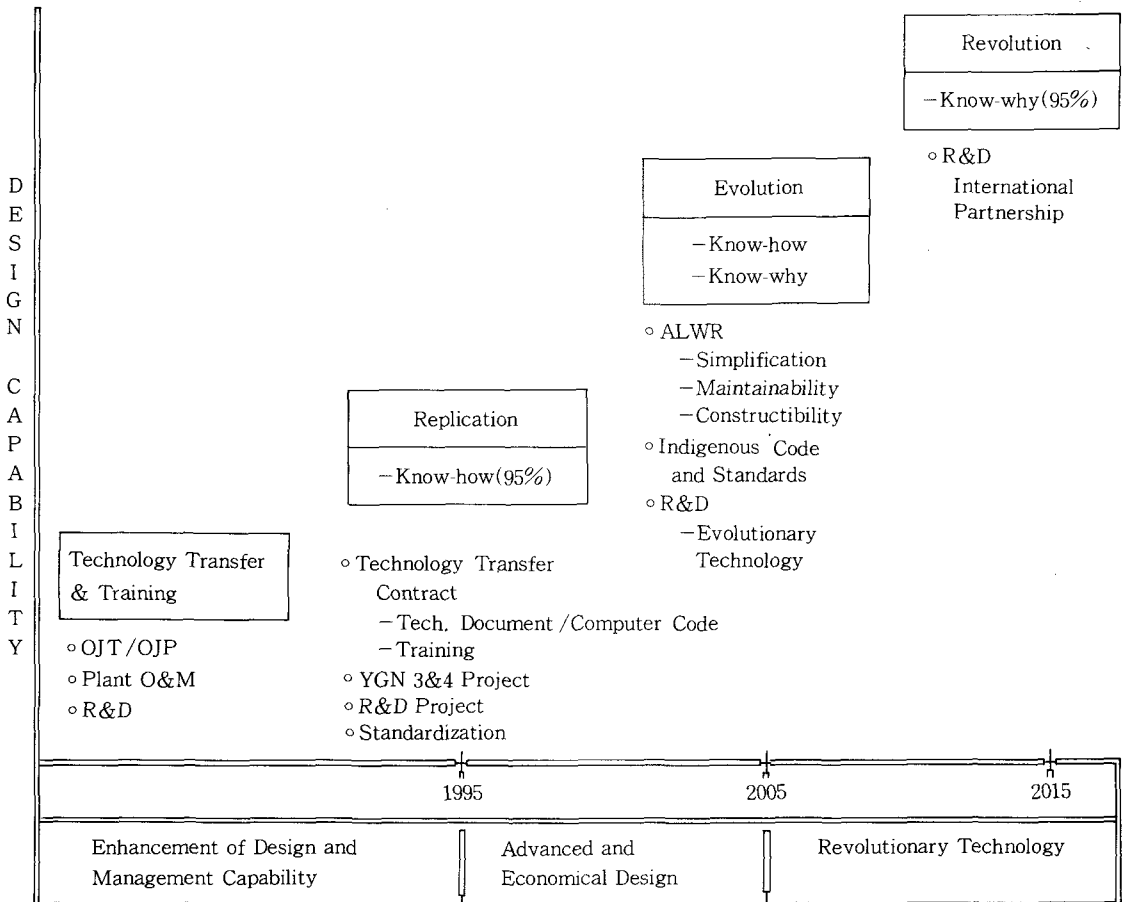 DESIGN CAPABILITY
Revolution
-Know-why(95%)
○ R&D
International
Partnership
Evolution
-Know-how
-Know-why
○ ALWR
-Simplification
-Maintainability
-Constructibility
○ Indigenous Code
and Standards
○ R&D
-Evolutionary
Technology
Replication
-Know-how(95%)
○ Technology Transfer
Contract
-Tech. Document/Computer Code
-Training
○ YGN 3&4 Project
○ R&D Project
○ Standardization
Technology Transfer
& Training
○ OJT/OJP
○ Plant O&M
○ R&D
1995
2005
2015
Enhancement of Design and
Management Capability
Advanced and
Economical Design
Revolutionary Technology